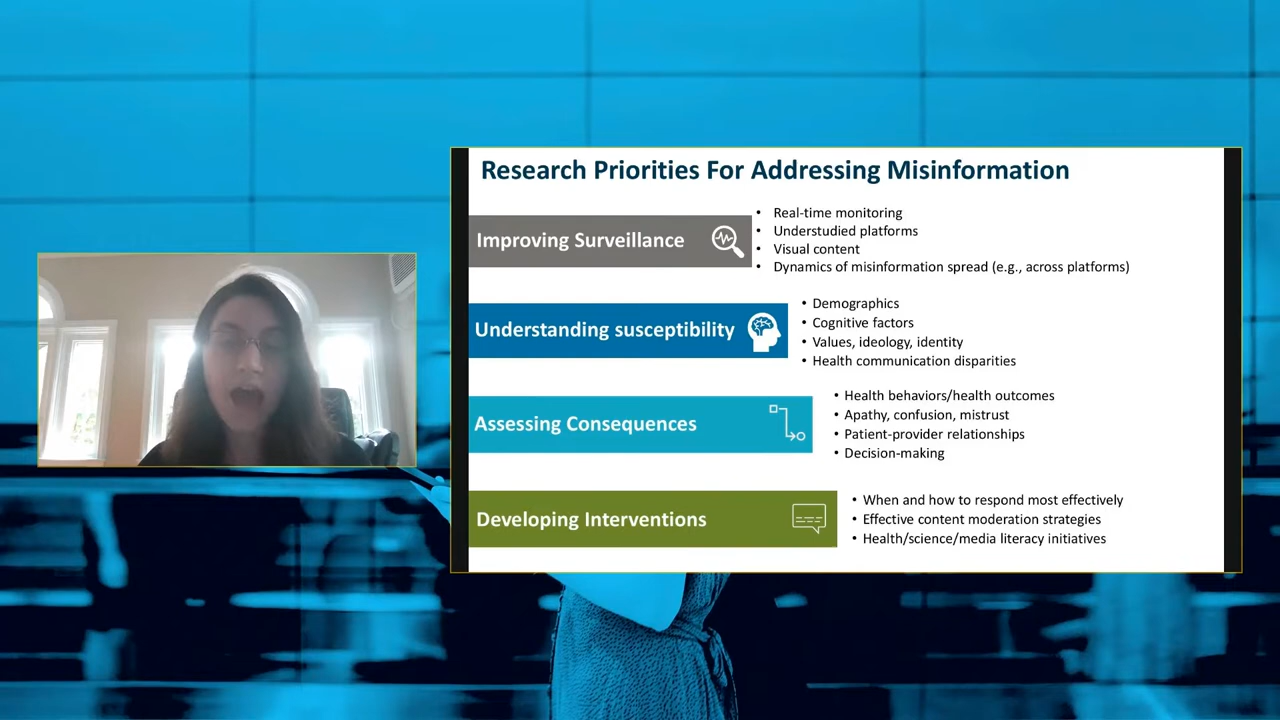 Research Priorities For Addressing Misinformation
Improving Surveillance
• Real-time monitoring
• Understudied platforms
• Visual content
• Dynamics of misinformation spread (e.g., across platforms)
Understanding susceptibility
• Demographics
• Cognitive factors
• Values, ideology, identity
• Health communication disparities
Assessing Consequences
• Health behaviors/health outcomes
• Apathy, confusion, mistrust
• Patient-provider relationships
• Decision-making
Developing Interventions
• When and how to respond most effectively
• Effective content moderation strategies
• Health/science/media literacy initiatives